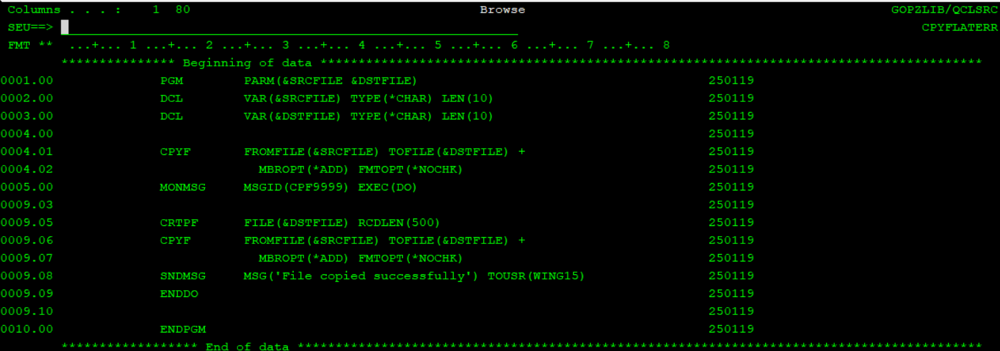 Columns . . . :    1  80                                      Browse                                                GOPZLIB/QCLSRC
SEU==>                                                                                                                  CPYFLATERR
FMT **  ...+... 1 ...+... 2 ...+... 3 ...+... 4 ...+... 5 ...+... 6 ...+... 7 ...+... 8
*************** Beginning of data ***************************************************************************************
0001.00              PGM        PARM(&SRCFILE &DSTFILE)                                       250119
0002.00              DCL        VAR(&SRCFILE) TYPE(*CHAR) LEN(10)                             250119
0003.00              DCL        VAR(&DSTFILE) TYPE(*CHAR) LEN(10)                             250119
0004.00                                                                                       250119
0004.01              CPYF       FROMFILE(&SRCFILE) TOFILE(&DSTFILE) +                         250119
0004.02                           MBROPT(*ADD) FMTOPT(*NOCHK)                                 250119
0005.00              MONMSG     MSGID(CPF9999) EXEC(DO)                                       250119
0009.03                                                                                       250119
0009.05              CRTPF      FILE(&DSTFILE) RCDLEN(500)                                    250119
0009.06              CPYF       FROMFILE(&SRCFILE) TOFILE(&DSTFILE) +                         250119
0009.07                           MBROPT(*ADD) FMTOPT(*NOCHK)                                 250119
0009.08              SNDMSG     MSG('File copied successfully') TOUSR(WING15)                 250119
0009.09              ENDDO                                                                    250119
0009.10                                                                                       250119
0010.00              ENDPGM                                                                   250119
****************** End of data ******************************************************************************************